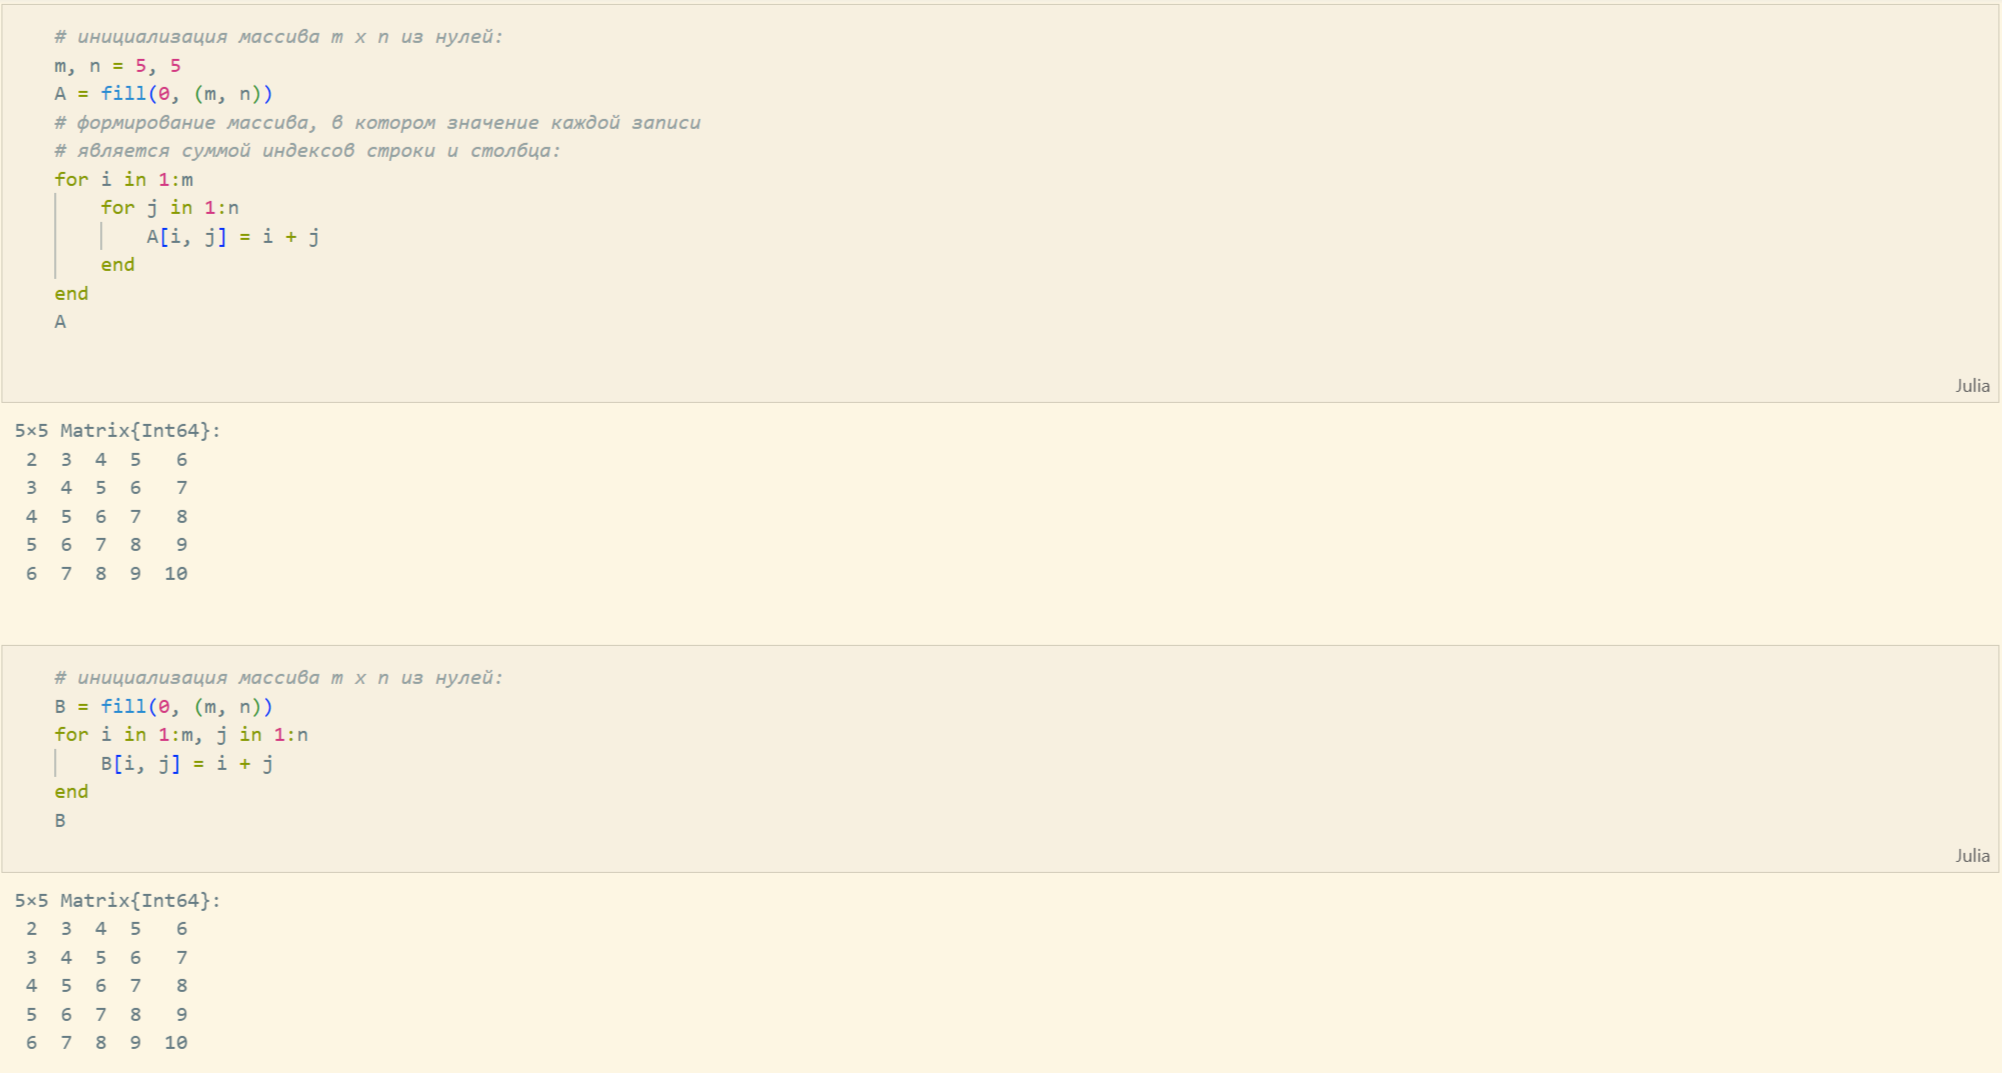 # инициализация массива m x n из нулей:
m, n = 5, 5
A = fill(0, (m, n))
# формирование массива, в котором значение каждой записи
# является суммой индексов строки и столбца:
for i in 1:m
    for j in 1:n
        A[i, j] = i + j
    end
end
A
Julia
5×5 Matrix{Int64}:
 2  3  4  5   6
 3  4  5  6   7
 4  5  6  7   8
 5  6  7  8   9
 6  7  8  9  10
# инициализация массива m x n из нулей:
B = fill(0, (m, n))
for i in 1:m, j in 1:n
    B[i, j] = i + j
end
B
Julia
5×5 Matrix{Int64}:
 2  3  4  5   6
 3  4  5  6   7
 4  5  6  7   8
 5  6  7  8   9
 6  7  8  9  10